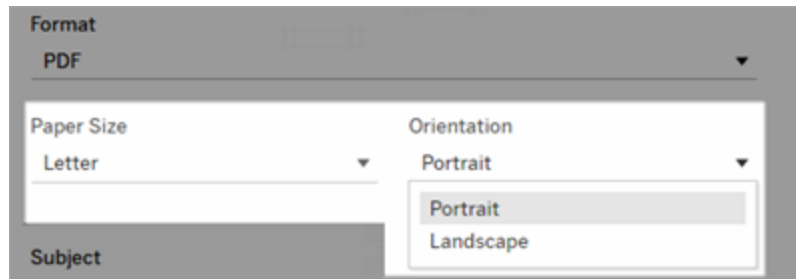 Format
PDF
Paper Size
Letter
Orientation
Portrait
Portrait
Landscape
Subject